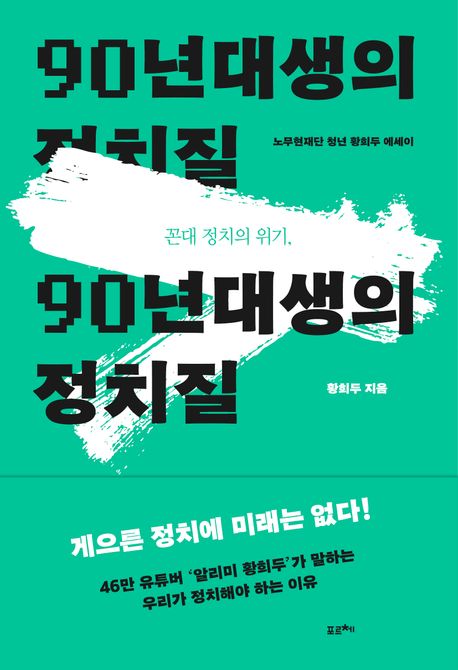 90년대생의
정치질
노무현재단 청년 황희두 에세이
꼰대 정치의 위기,
90년대생의
정치질
황희두 지음
게으른 정치에 미래는 없다!
46만 유튜버 ‘알리미 황희두’가 말하는
우리가 정치해야 하는 이유
포르체